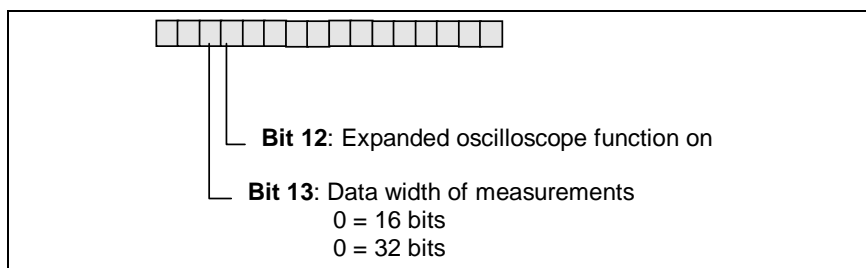 Bit 12: Expanded oscilloscope function on
Bit 13: Data width of measurements
0 = 16 bits
0 = 32 bits